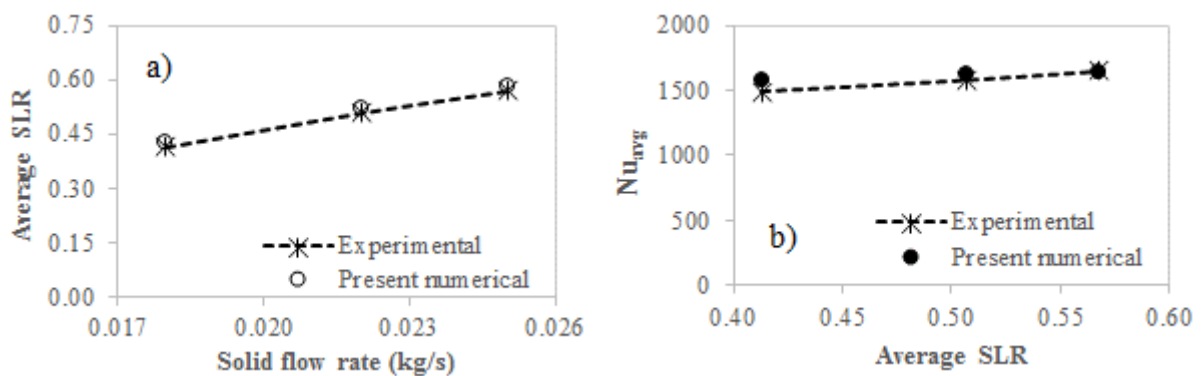 Average SLR
0.75
0.60
0.45
0.30
0.15
0.00
a)
Experimental
Present numerical
0.017
0.020
0.023
0.026
Solid flow rate (kg/s)
Nuavg
2000
1500
1000
500
0
b)
Experimental
Present numerical
0.40
0.45
0.50
0.55
0.60
Average SLR